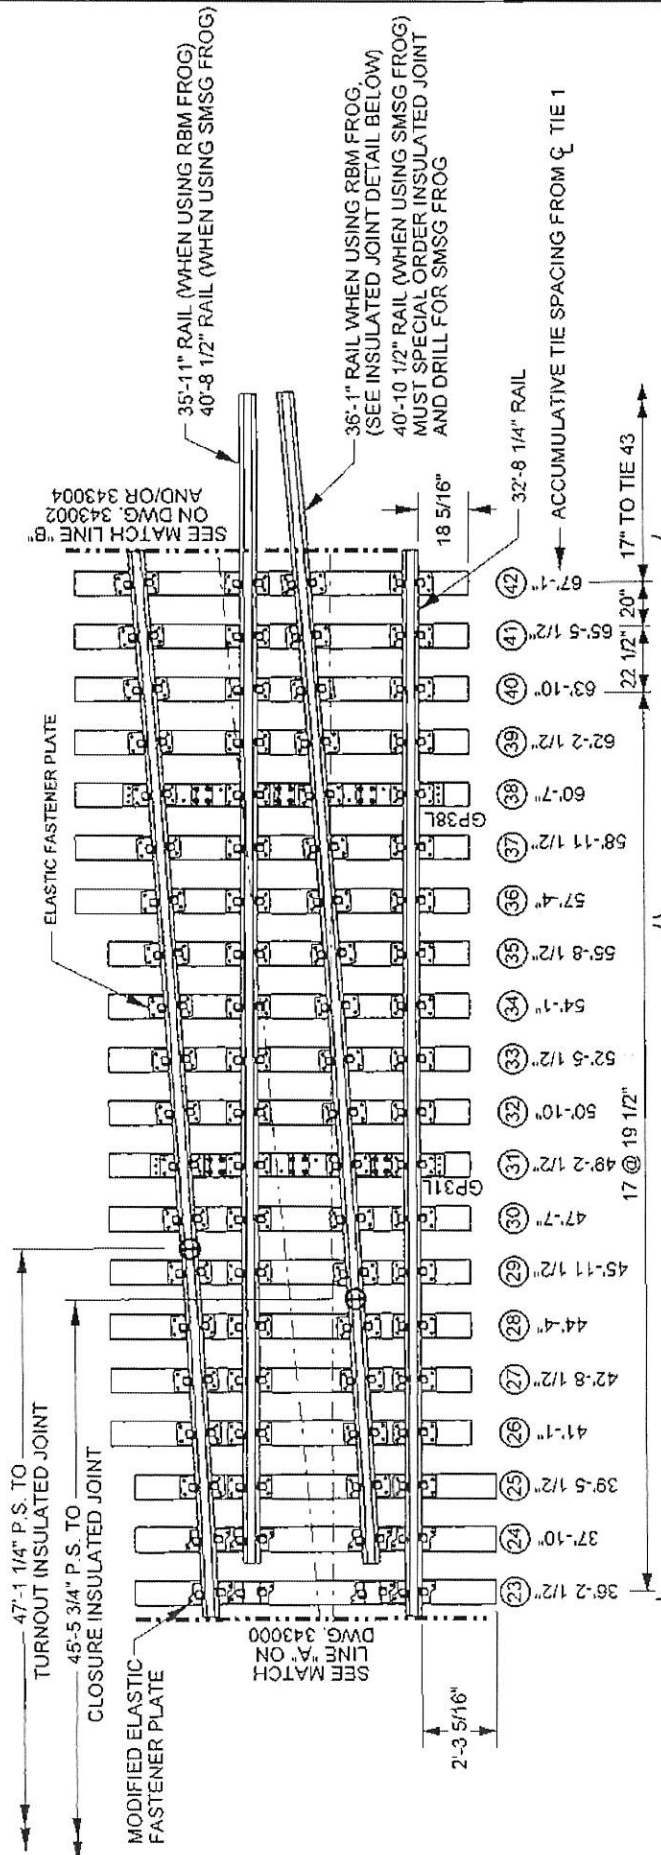 35'-11" RAIL (WHEN USING RBM FROG)
40'-8 1/2" RAIL (WHEN USING SMSG FROG)
36'-1" RAIL WHEN USING RBM FROG,
(SEE INSULATED JOINT DETAIL BELOW)
40'-10 1/2" RAIL (WHEN USING SMSG FROG)
MUST SPECIAL ORDER INSULATED JOINT
AND DRILL FOR SMSG FROG
SEE MATCH LINE "B"
ON DWG. 343002
AND/OR 343004
18 5/16"
32'-8 1/4" RAIL
ACCUMULATIVE TIE SPACING FROM ℄ TIE 1
ELASTIC FASTENER PLATE
47'-1 1/4" P.S. TO
TURNOUT INSULATED JOINT
45'-5 3/4" P.S. TO
CLOSURE INSULATED JOINT
MODIFIED ELASTIC
FASTENER PLATE
SEE MATCH
LINE "A" ON
DWG. 343000
2'-3 5/16"
GP31L
GP38L
23 36'-2 1/2"
24 37'-10"
25 39'-5 1/2"
26 41'-1"
27 42'-8 1/2"
28 44'-4"
29 45'-11 1/2"
30 47'-7"
31 49'-2 1/2"
32 50'-10"
33 52'-5 1/2"
34 54'-1"
35 55'-8 1/2"
36 57'-4"
37 58'-11 1/2"
38 60'-7"
39 62'-2 1/2"
40 63'-10"
41 65'-5 1/2"
42 67'-1"
17 @ 19 1/2"
22 1/2"
20"
17" TO TIE 43